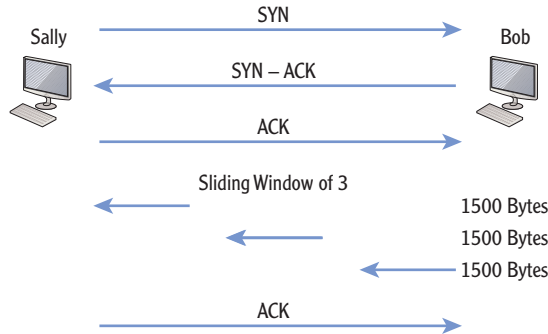 SYN
Sally
Bob
SYN – ACK
ACK
Sliding Window of 3
1500 Bytes
1500 Bytes
1500 Bytes
ACK